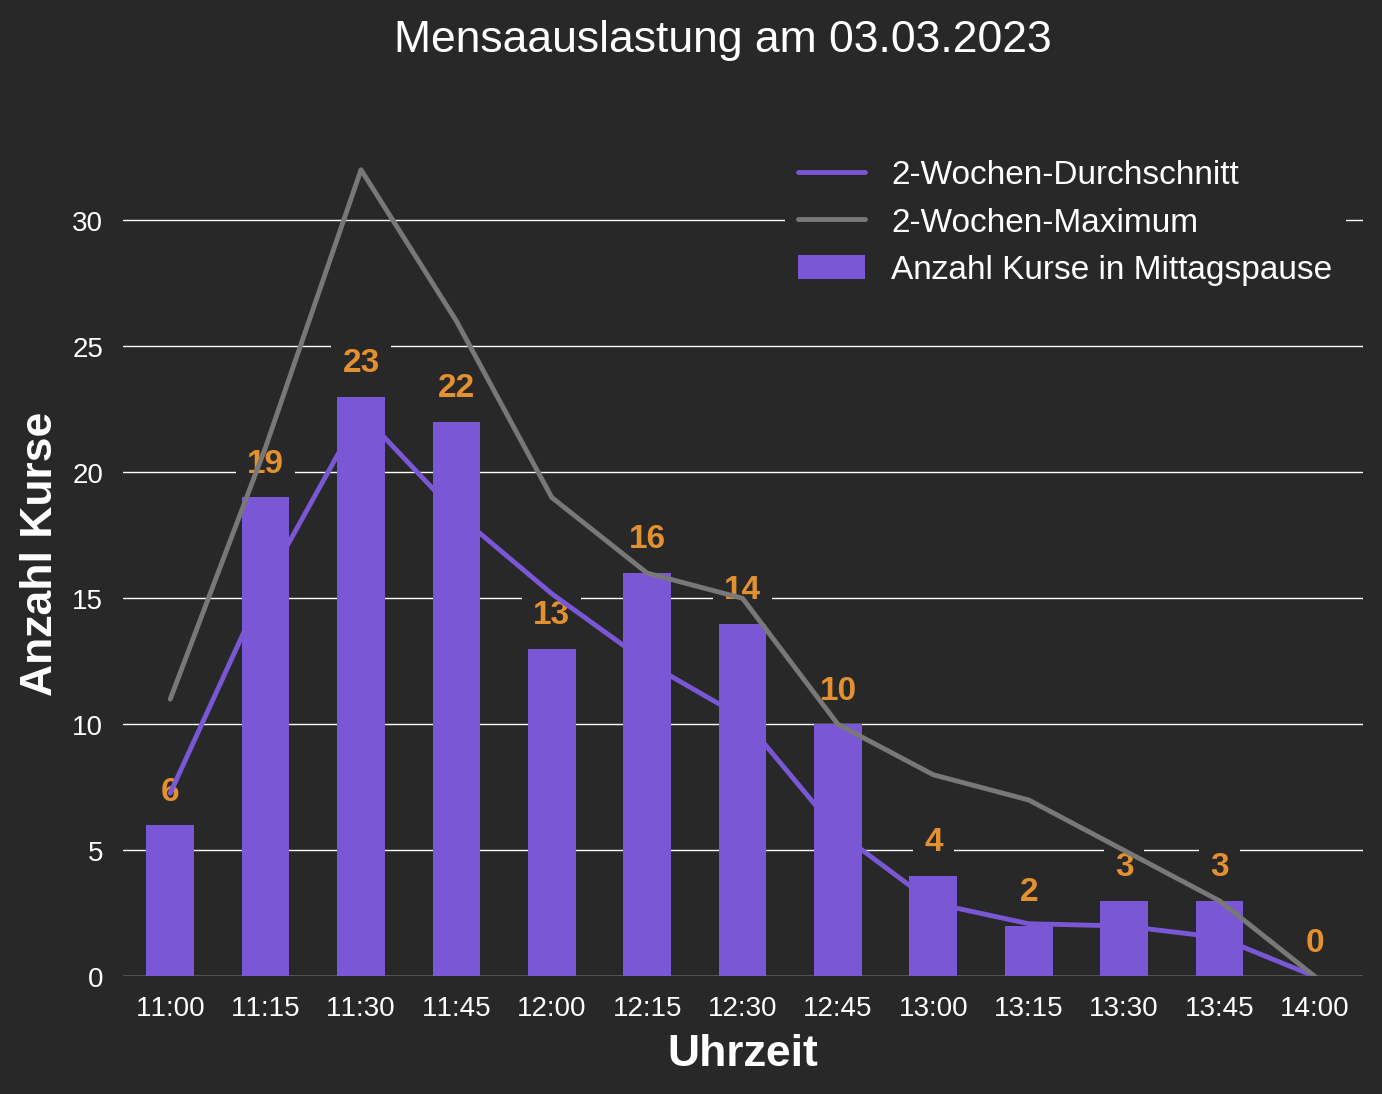 Mensaauslastung am 03.03.2023
2-Wochen-Durchschnitt
2-Wochen-Maximum
Anzahl Kurse in Mittagspause
Anzahl Kurse
30
25
20
15
10
5
0
6
19
23
22
13
16
14
10
4
2
3
3
0
11:00 11:15 11:30 11:45 12:00 12:15 12:30 12:45 13:00 13:15 13:30 13:45 14:00
Uhrzeit